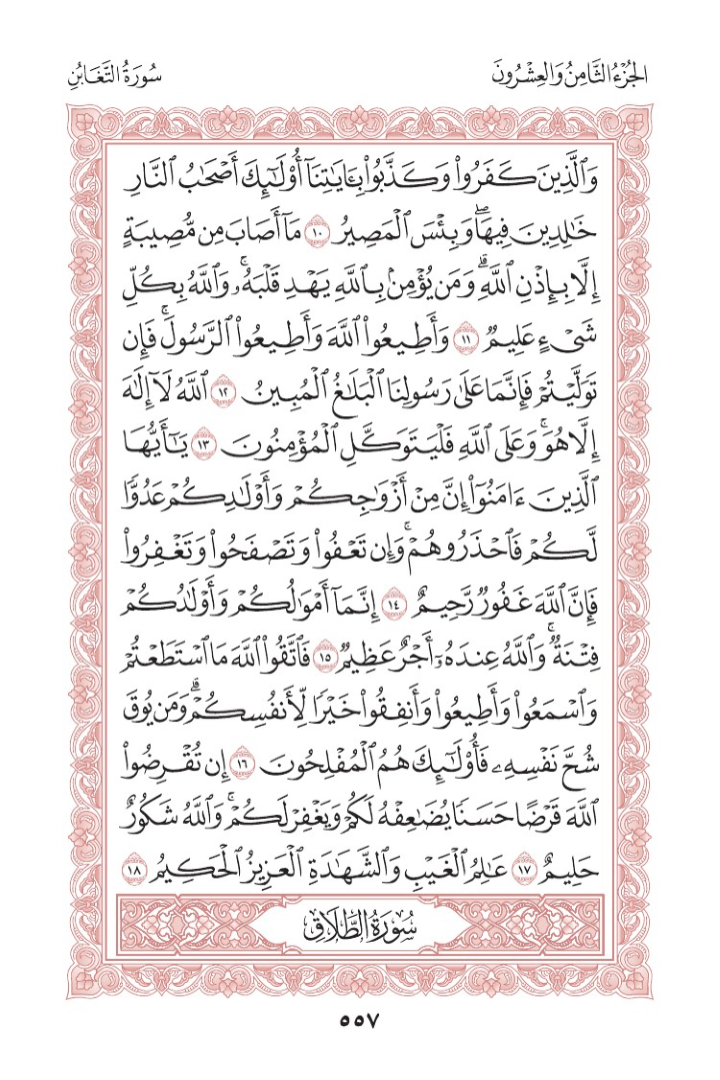 الجُزْءُ الثَّامِنُ وَالعِشْرُونَ
سُورَةُ التَّغَابُنِ
وَٱلَّذِينَ كَفَرُوا۟ وَكَذَّبُوا۟ بِـَٔايَـٰتِنَآ أُو۟لَـٰٓئِكَ أَصْحَـٰبُ ٱلنَّارِ
خَـٰلِدِينَ فِيهَا ۖ وَبِئْسَ ٱلْمَصِيرُ ١٠ مَآ أَصَابَ مِن مُّصِيبَةٍ
إِلَّا بِإِذْنِ ٱللَّهِ ۗ وَمَن يُؤْمِنۢ بِٱللَّهِ يَهْدِ قَلْبَهُۥ ۚ وَٱللَّهُ بِكُلِّ
شَىْءٍ عَلِيمٌ ١١ وَأَطِيعُوا۟ ٱللَّهَ وَأَطِيعُوا۟ ٱلرَّسُولَ ۚ فَإِن
تَوَلَّيْتُمْ فَإِنَّمَا عَلَىٰ رَسُولِنَا ٱلْبَلَـٰغُ ٱلْمُبِينُ ١٢ ٱللَّهُ لَآ إِلَـٰهَ
إِلَّا هُوَ ۚ وَعَلَى ٱللَّهِ فَلْيَتَوَكَّلِ ٱلْمُؤْمِنُونَ ١٣ يَـٰٓأَيُّهَا
ٱلَّذِينَ ءَامَنُوٓا۟ إِنَّ مِنْ أَزْوَٰجِكُمْ وَأَوْلَـٰدِكُمْ عَدُوًّا
لَّكُمْ فَٱحْذَرُوهُمْ ۚ وَإِن تَعْفُوا۟ وَتَصْفَحُوا۟ وَتَغْفِرُوا۟
فَإِنَّ ٱللَّهَ غَفُورٌ رَّحِيمٌ ١٤ إِنَّمَآ أَمْوَٰلُكُمْ وَأَوْلَـٰدُكُمْ
فِتْنَةٌ ۚ وَٱللَّهُ عِندَهُۥٓ أَجْرٌ عَظِيمٌ ١٥ فَٱتَّقُوا۟ ٱللَّهَ مَا ٱسْتَطَعْتُمْ
وَٱسْمَعُوا۟ وَأَطِيعُوا۟ وَأَنفِقُوا۟ خَيْرًا لِّأَنفُسِكُمْ ۗ وَمَن يُوقَ
شُحَّ نَفْسِهِۦ فَأُو۟لَـٰٓئِكَ هُمُ ٱلْمُفْلِحُونَ ١٦ إِن تُقْرِضُوا۟
ٱللَّهَ قَرْضًا حَسَنًا يُضَـٰعِفْهُ لَكُمْ وَيَغْفِرْ لَكُمْ ۚ وَٱللَّهُ شَكُورٌ
حَلِيمٌ ١٧ عَـٰلِمُ ٱلْغَيْبِ وَٱلشَّهَـٰدَةِ ٱلْعَزِيزُ ٱلْحَكِيمُ ١٨
سُورَةُ الطَّلَاقِ
٥٥٧